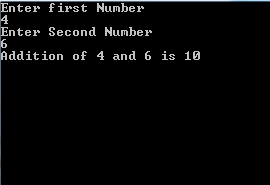 Enter first Number
4
Enter Second Number
6
Addition of 4 and 6 is 10